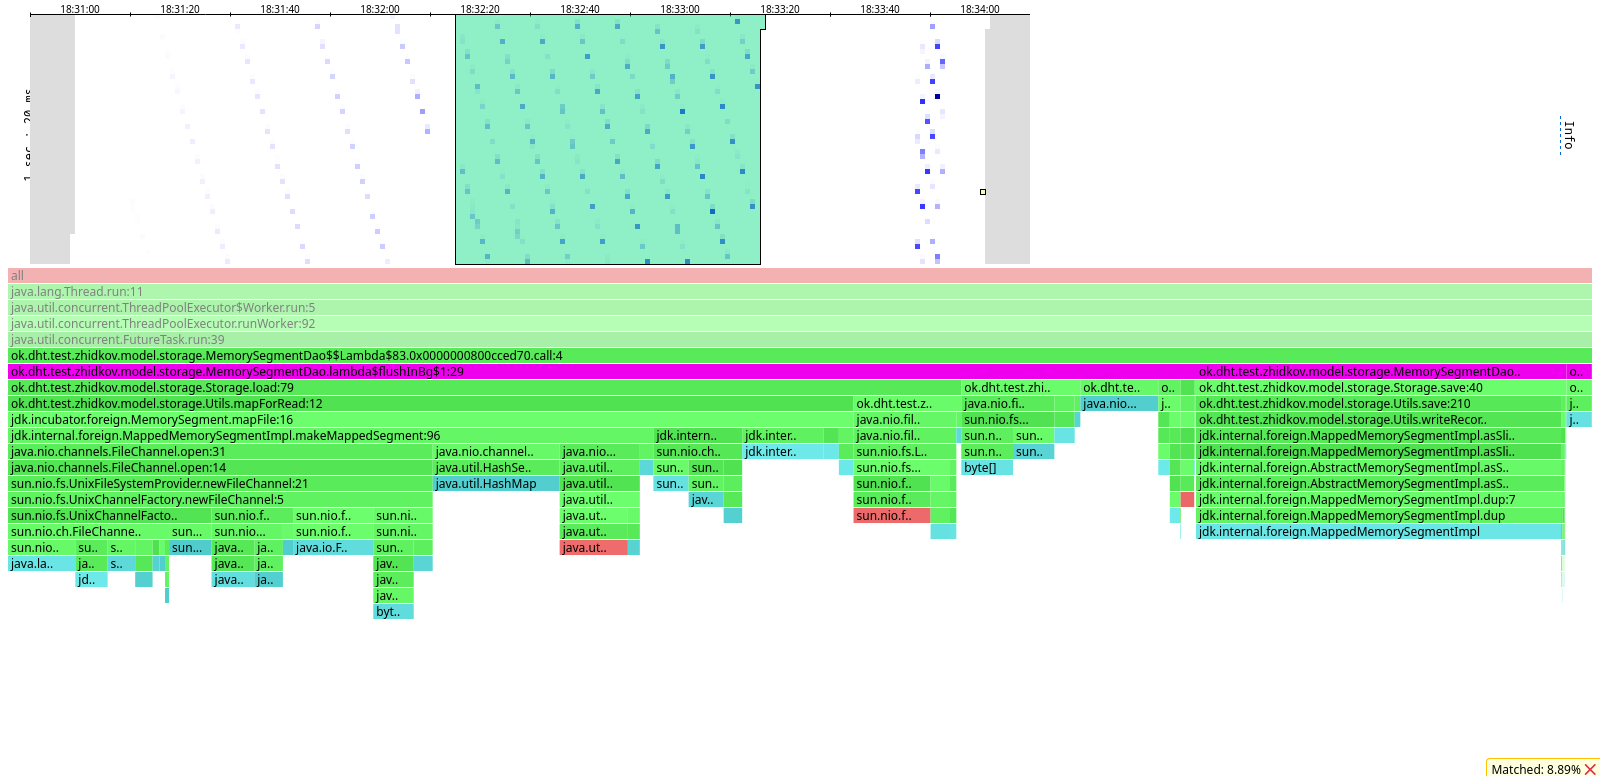 18:31:00 18:31:20 18:31:40 18:32:00 18:32:20 18:32:40 18:33:00 18:33:20 18:33:40 18:34:00
Info
all
java.lang.Thread.run:11
java.util.concurrent.ThreadPoolExecutor$Worker.run:5
java.util.concurrent.ThreadPoolExecutor.runWorker:92
java.util.concurrent.FutureTask.run:39
ok.dht.test.zhidkov.model.storage.MemorySegmentDao$$Lambda$83.0x0000000800cced70.call:4
ok.dht.test.zhidkov.model.storage.MemorySegmentDao.lambda$flushInBg$1:29 ok.dht.test.zhidkov.model.storage.MemorySegmentDao.. o..
ok.dht.test.zhidkov.model.storage.Storage.load:79 ok.dht.test.zhi.. ok.dht.te.. o.. ok.dht.test.zhidkov.model.storage.Storage.save:40 o..
ok.dht.test.zhidkov.model.storage.Utils.mapForRead:12 ok.dht.test.z.. java.nio.fi.. java.nio... j.. ok.dht.test.zhidkov.model.storage.Utils.save:210 j..
jdk.incubator.foreign.MemorySegment.mapFile:16 java.nio.fil.. sun.nio.fs... ok.dht.test.zhidkov.model.storage.Utils.writeRecor.. j..
jdk.internal.foreign.MappedMemorySegmentImpl.makeMappedSegment:96 jdk.intern.. jdk.inter.. java.nio.fil.. sun.n.. sun.. jdk.internal.foreign.MappedMemorySegmentImpl.asSli..
java.nio.channels.FileChannel.open:31 java.nio.channel.. java.nio... sun.nio.ch.. jdk.inter.. sun.nio.fs.L.. sun.n.. sun.. jdk.internal.foreign.MappedMemorySegmentImpl.asSli..
java.nio.channels.FileChannel.open:14 java.util.HashSe.. java.util.. sun.. sun.. sun.nio.fs... byte[] jdk.internal.foreign.AbstractMemorySegmentImpl.asS..
sun.nio.fs.UnixFileSystemProvider.newFileChannel:21 java.util.HashMap java.util.. sun.. sun.. sun.nio.f.. jdk.internal.foreign.AbstractMemorySegmentImpl.asS..
sun.nio.fs.UnixChannelFactory.newFileChannel:5 java.util.. jav.. sun.nio.f.. jdk.internal.foreign.MappedMemorySegmentImpl.dup:7
sun.nio.fs.UnixChannelFacto.. sun.nio.f.. sun.nio.f.. sun.ni.. java.ut.. sun.nio.f.. jdk.internal.foreign.MappedMemorySegmentImpl.dup
sun.nio.ch.FileChanne.. sun... sun.nio... sun.nio.f.. sun.ni.. java.ut.. jdk.internal.foreign.MappedMemorySegmentImpl
sun.nio.. su.. s.. sun... java.. ja.. java.io.F.. sun.. java.ut..
java.la.. ja.. s.. java.. ja.. jav..
jd.. java.. ja.. jav..
jav..
byt..
Matched: 8.89%